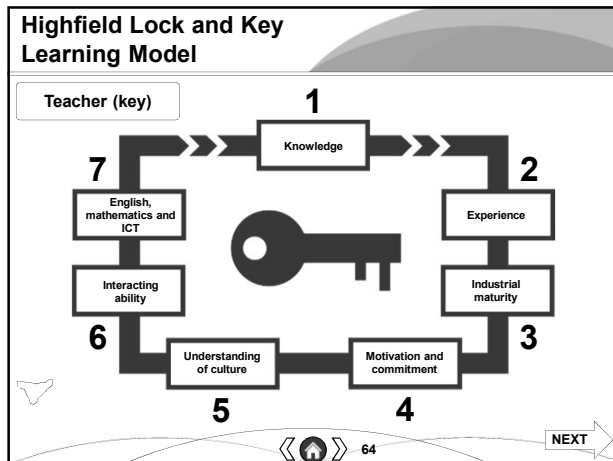 Highfield Lock and Key
Learning Model
Teacher (key)
1
Knowledge
2
Experience
Industrial
maturity
3
Motivation and
commitment
4
Understanding
of culture
5
Interacting
ability
6
7
English,
mathematics and
ICT
64
NEXT